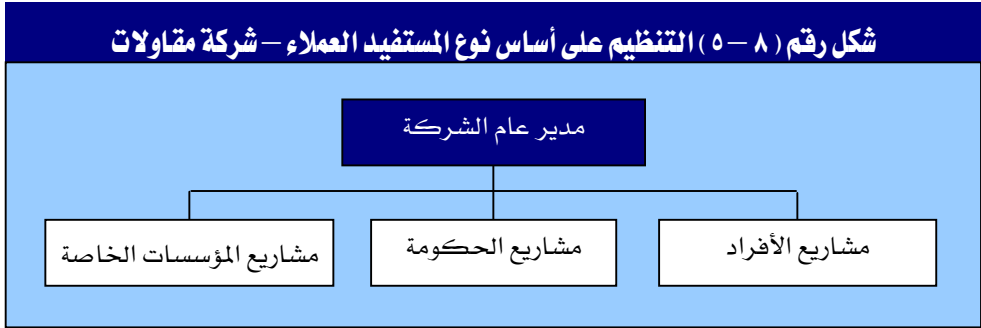 شكل رقم ( ٨ – ٥ ) التنظيم على أساس نوع المستفيد العملاء – شركة مقاولات
مدير عام الشركة
مشاريع الأفراد
مشاريع الحكومة
مشاريع المؤسسات الخاصة